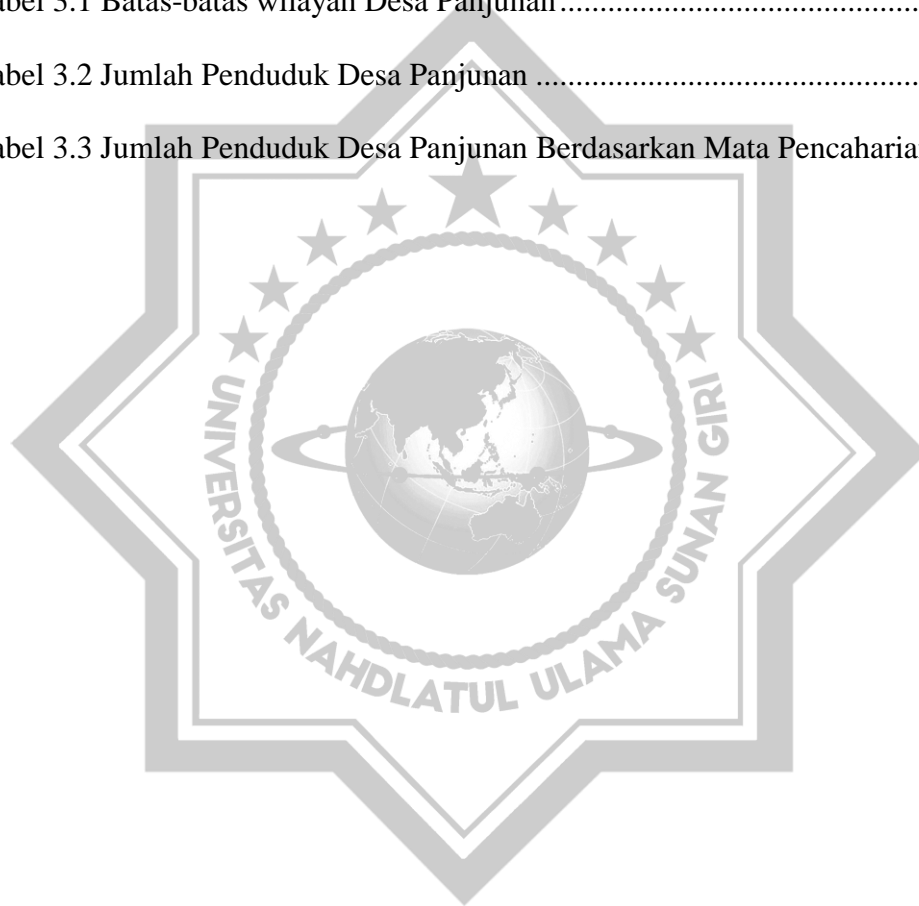 abel 3.1 Batas-batas wilayah Desa Panjunan............................................
abel 3.2 Jumlah Penduduk Desa Panjunan ...............................................
abel 3.3 Jumlah Penduduk Desa Panjunan Berdasarkan Mata Pencaharian
UNIVERSITAS NAHDLATUL ULAMA SUNAN GIRI